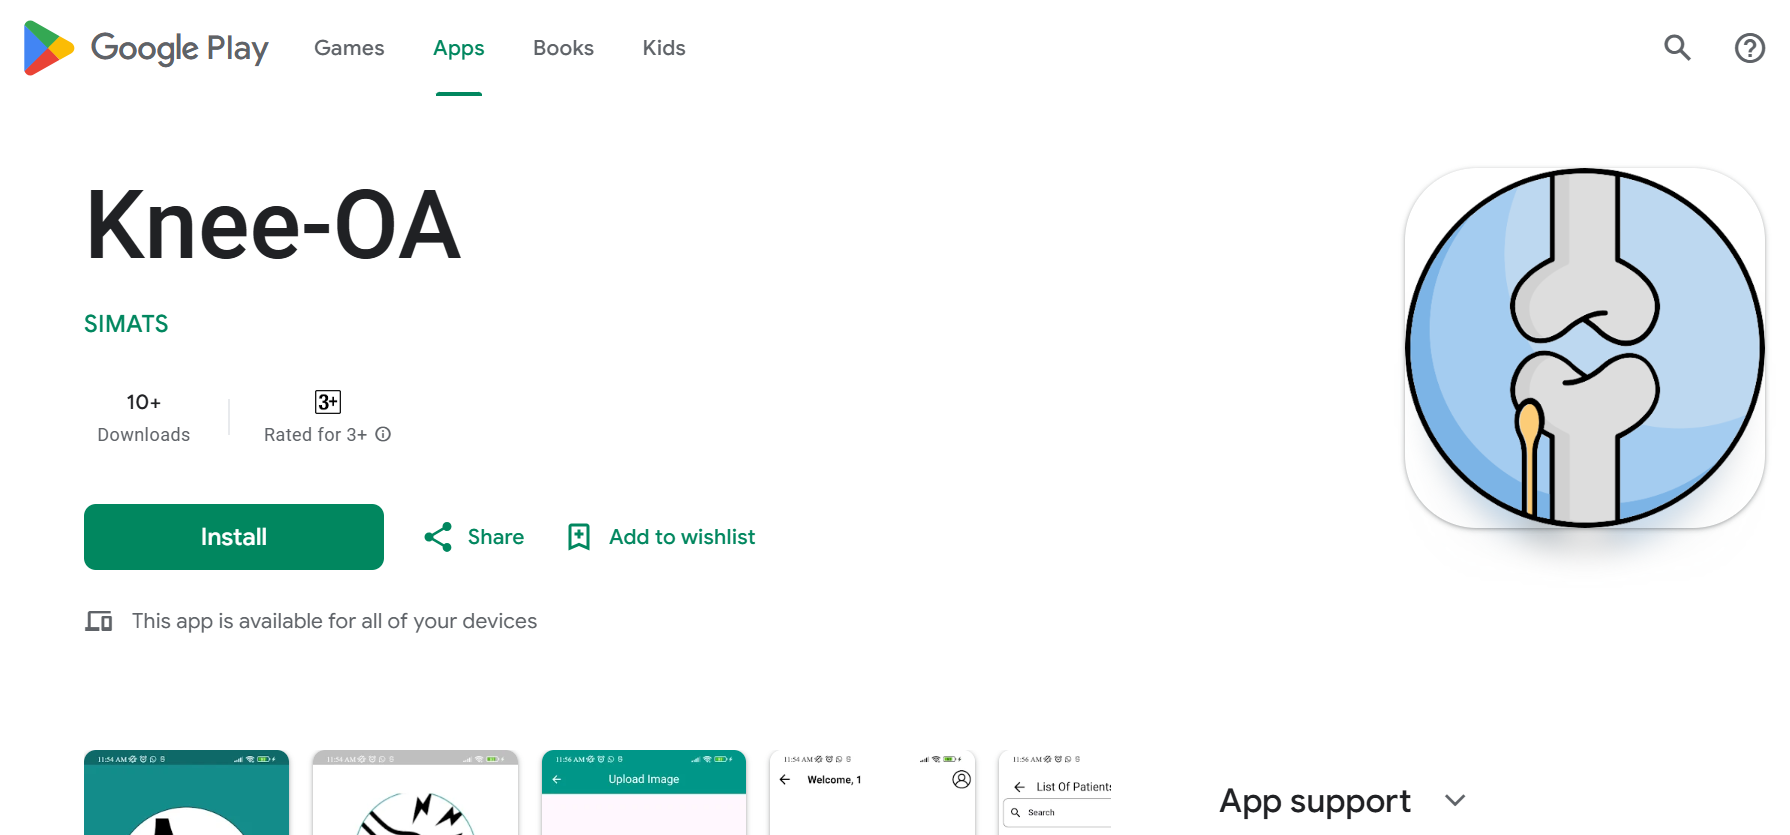 Google Play Games Apps Books Kids
Knee-OA
SIMATS
10+
Downloads
3+
Rated for 3+
Install
Share
Add to wishlist
This app is available for all of your devices
11:54 AM
11:54 AM
11:56 AM
Upload Image
11:54 AM
Welcome, 1
11:56 AM
List Of Patients
Search
App support